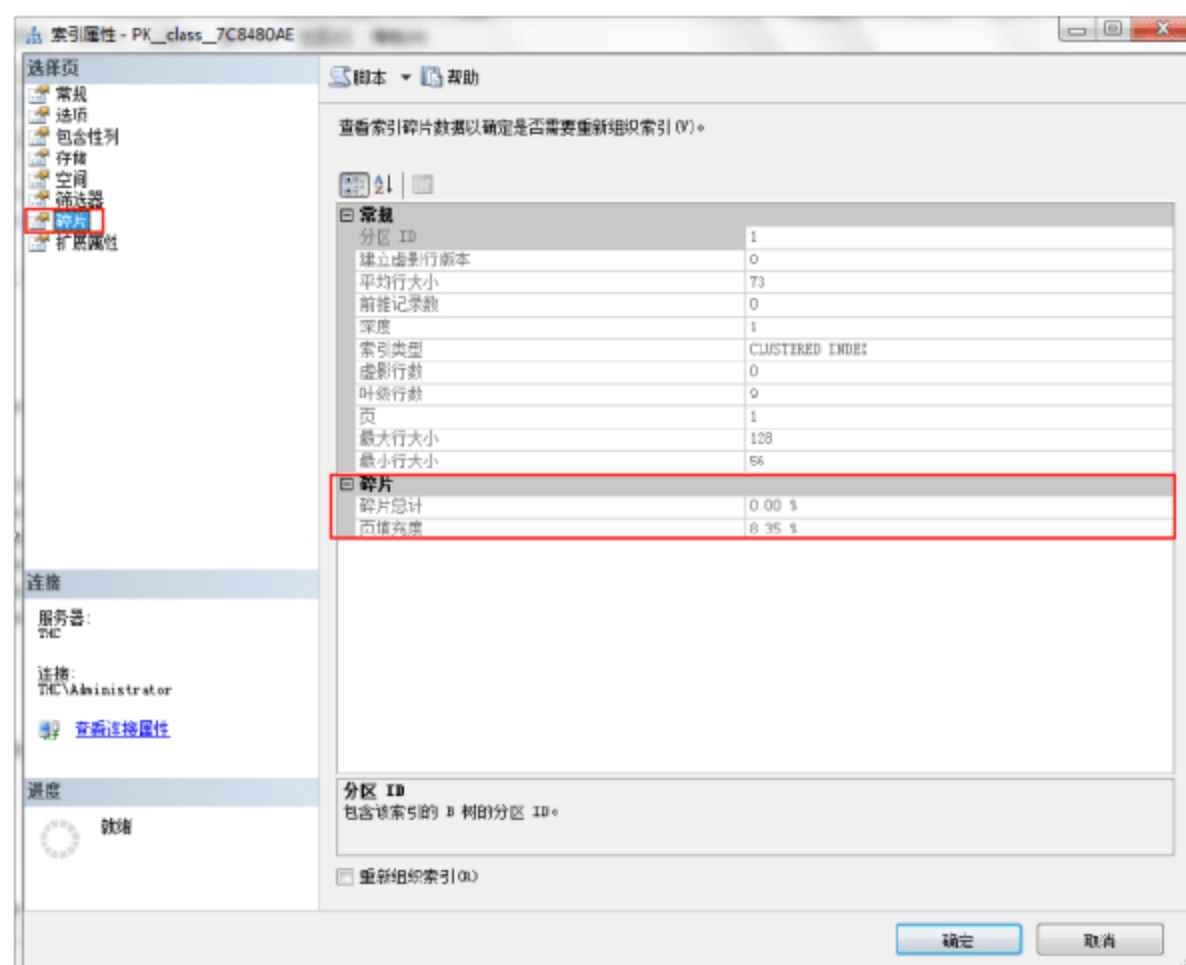 索引属性 - PK__class__7C8480AE
选择页
常规
选项
包含性列
存储
空间
筛选器
碎片
扩展属性
脚本 帮助
查看索引碎片数据以确定是否需要重新组织索引(V)。
常规
分区 ID 1
建立虚影行版本 0
平均行大小 73
前推记录数 0
深度 1
索引类型 CLUSTERED INDEX
虚影行数 0
叶级行数 9
页 1
最大行大小 128
最小行大小 56
碎片
碎片总计 0.00 %
页填充度 8.35 %
连接
服务器:
THC
连接:
THC\Administrator
查看连接属性
进度
就绪
分区 ID
包含该索引的 B 树的分区 ID。
重新组织索引(R)
确定 取消